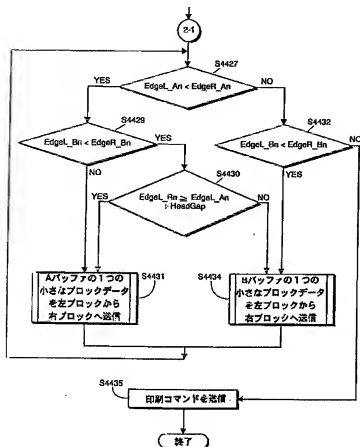 2-1
S4427
EdgeL_An < EdgeR_An
YES
NO
S4429
S4432
EdgeL_Bn < EdgeR_Bn
YES
EdgeL_Bn < EdgeR_Bn
NO
S4430
YES
EdgeL_Bn ≧ EdgeL_An
+HeadGap
YES
NO
Aバッファの1つの
小さなブロックデータ
を左ブロックから
右ブロックへ送信
S4431
Bバッファの1つの
小さなブロックデータ
を左ブロックから
右ブロックへ送信
S4434
S4435
印刷コマンドを送信
終了